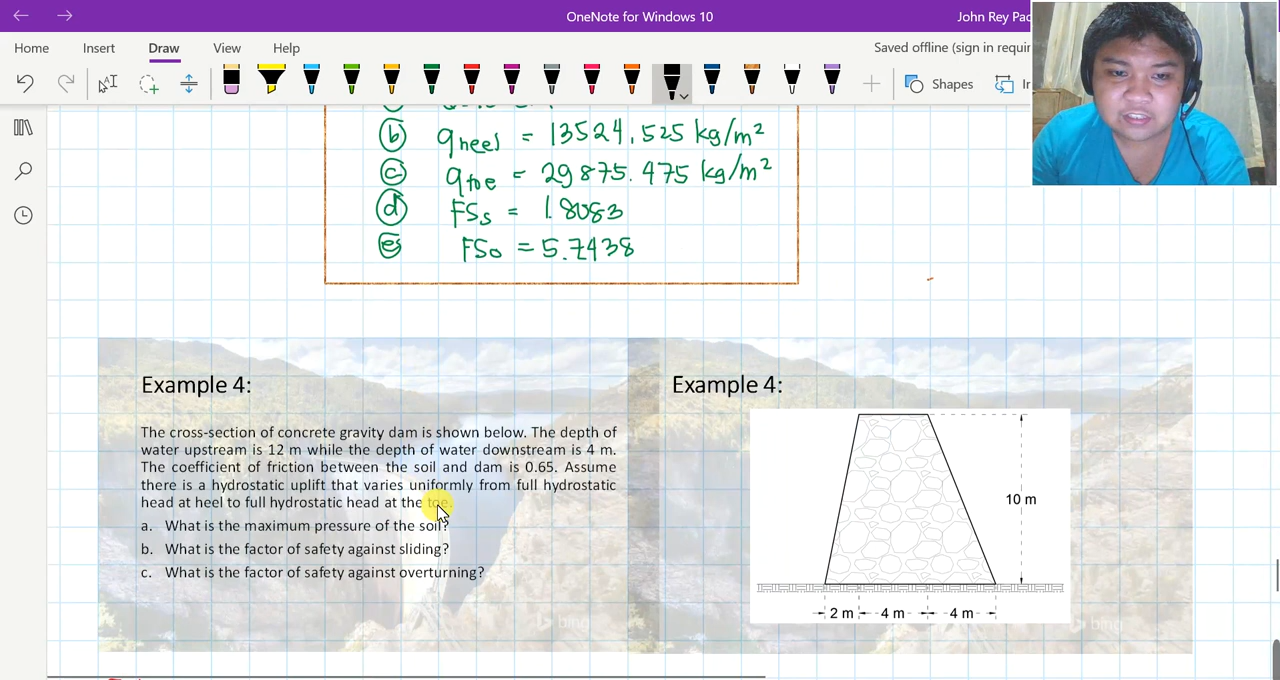 OneNote for Windows 10
John Rey
Home Insert Draw View Help
Saved offline (sign in
Shapes
b q heel = 13524.525 kg/m²
c q toe = 29875.475 kg/m²
d FSs = 1.8083
e FSo = 5.7438
Example 4:
The cross-section of concrete gravity dam is shown below. The depth of
water upstream is 12 m while the depth of water downstream is 4 m.
The coefficient of friction between the soil and dam is 0.65. Assume
there is a hydrostatic uplift that varies uniformly from full hydrostatic
head at heel to full hydrostatic head at the toe.
a. What is the maximum pressure of the soil?
b. What is the factor of safety against sliding?
c. What is the factor of safety against overturning?
bing
Example 4:
10 m
2 m 4 m 4 m
bing